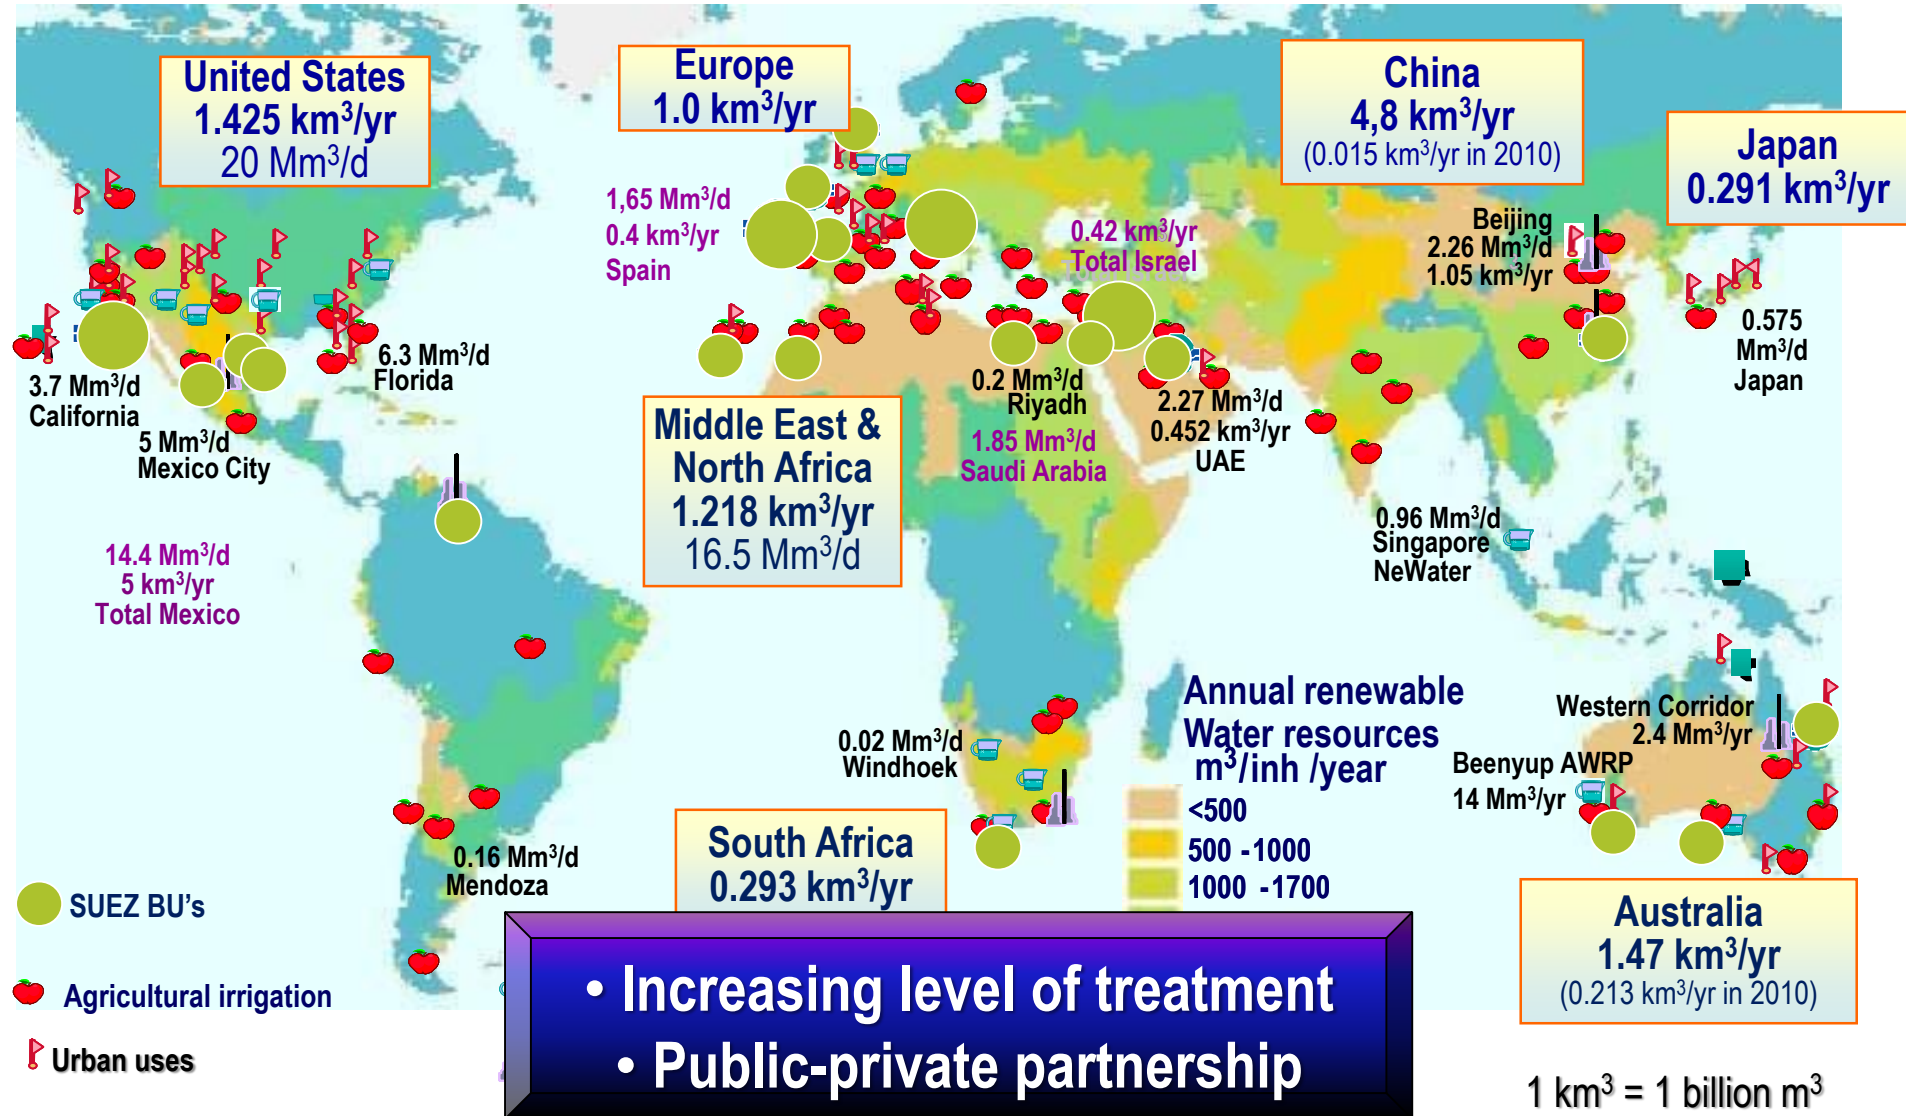 United States
1.425 km³/yr
20 Mm³/d
Europe
1.0 km³/yr
China
4,8 km³/yr
(0.015 km³/yr in 2010)
Japan
0.291 km³/yr
1,65 Mm³/d
0.4 km³/yr
Spain
0.42 km³/yr
Total Israel
Beijing
2.26 Mm³/d
1.05 km³/yr
0.575
Mm³/d
Japan
3.7 Mm³/d
California
6.3 Mm³/d
Florida
5 Mm³/d
Mexico City
0.2 Mm³/d
Riyadh
1.85 Mm³/d
Saudi Arabia
2.27 Mm³/d
0.452 km³/yr
UAE
Middle East &
North Africa
1.218 km³/yr
16.5 Mm³/d
0.96 Mm³/d
Singapore
NeWater
14.4 Mm³/d
5 km³/yr
Total Mexico
0.02 Mm³/d
Windhoek
Annual renewable
Water resources
m³/inh /year
<500
500 -1000
1000 -1700
Western Corridor
2.4 Mm³/yr
Beenyup AWRP
14 Mm³/yr
0.16 Mm³/d
Mendoza
South Africa
0.293 km³/yr
Australia
1.47 km³/yr
(0.213 km³/yr in 2010)
SUEZ BU's
Agricultural irrigation
Urban uses
• Increasing level of treatment
• Public-private partnership
1 km³ = 1 billion m³